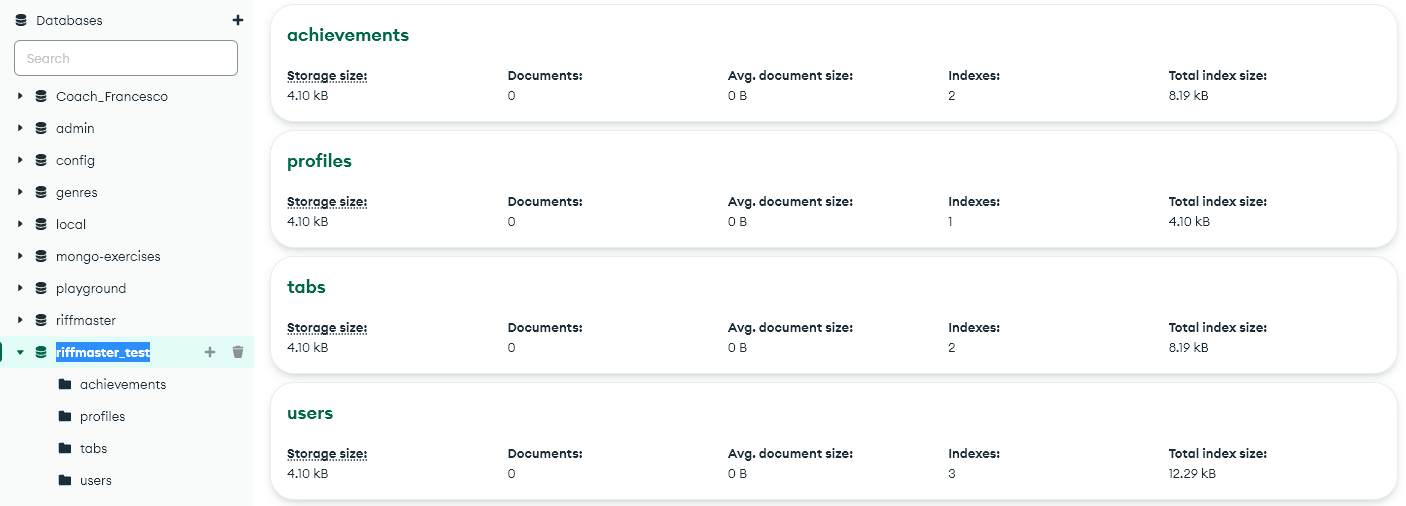 Databases
Search
Coach_Francesco
admin
config
genres
local
mongo-exercises
playground
riffmaster
riffmaster_test
achievements
profiles
tabs
users
achievements
Storage size: Documents: Avg. document size: Indexes: Total index size:
4.10 kB 0 0 B 2 8.19 kB
profiles
Storage size: Documents: Avg. document size: Indexes: Total index size:
4.10 kB 0 0 B 1 4.10 kB
tabs
Storage size: Documents: Avg. document size: Indexes: Total index size:
4.10 kB 0 0 B 2 8.19 kB
users
Storage size: Documents: Avg. document size: Indexes: Total index size:
4.10 kB 0 0 B 3 12.29 kB